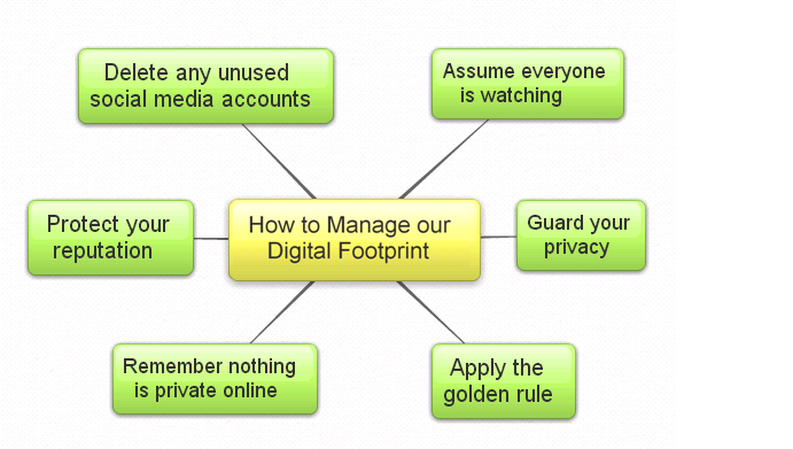 Delete any unused
social media accounts
Assume everyone
is watching
Protect your
reputation
How to Manage our
Digital Footprint
Guard your
privacy
Remember nothing
is private online
Apply the
golden rule